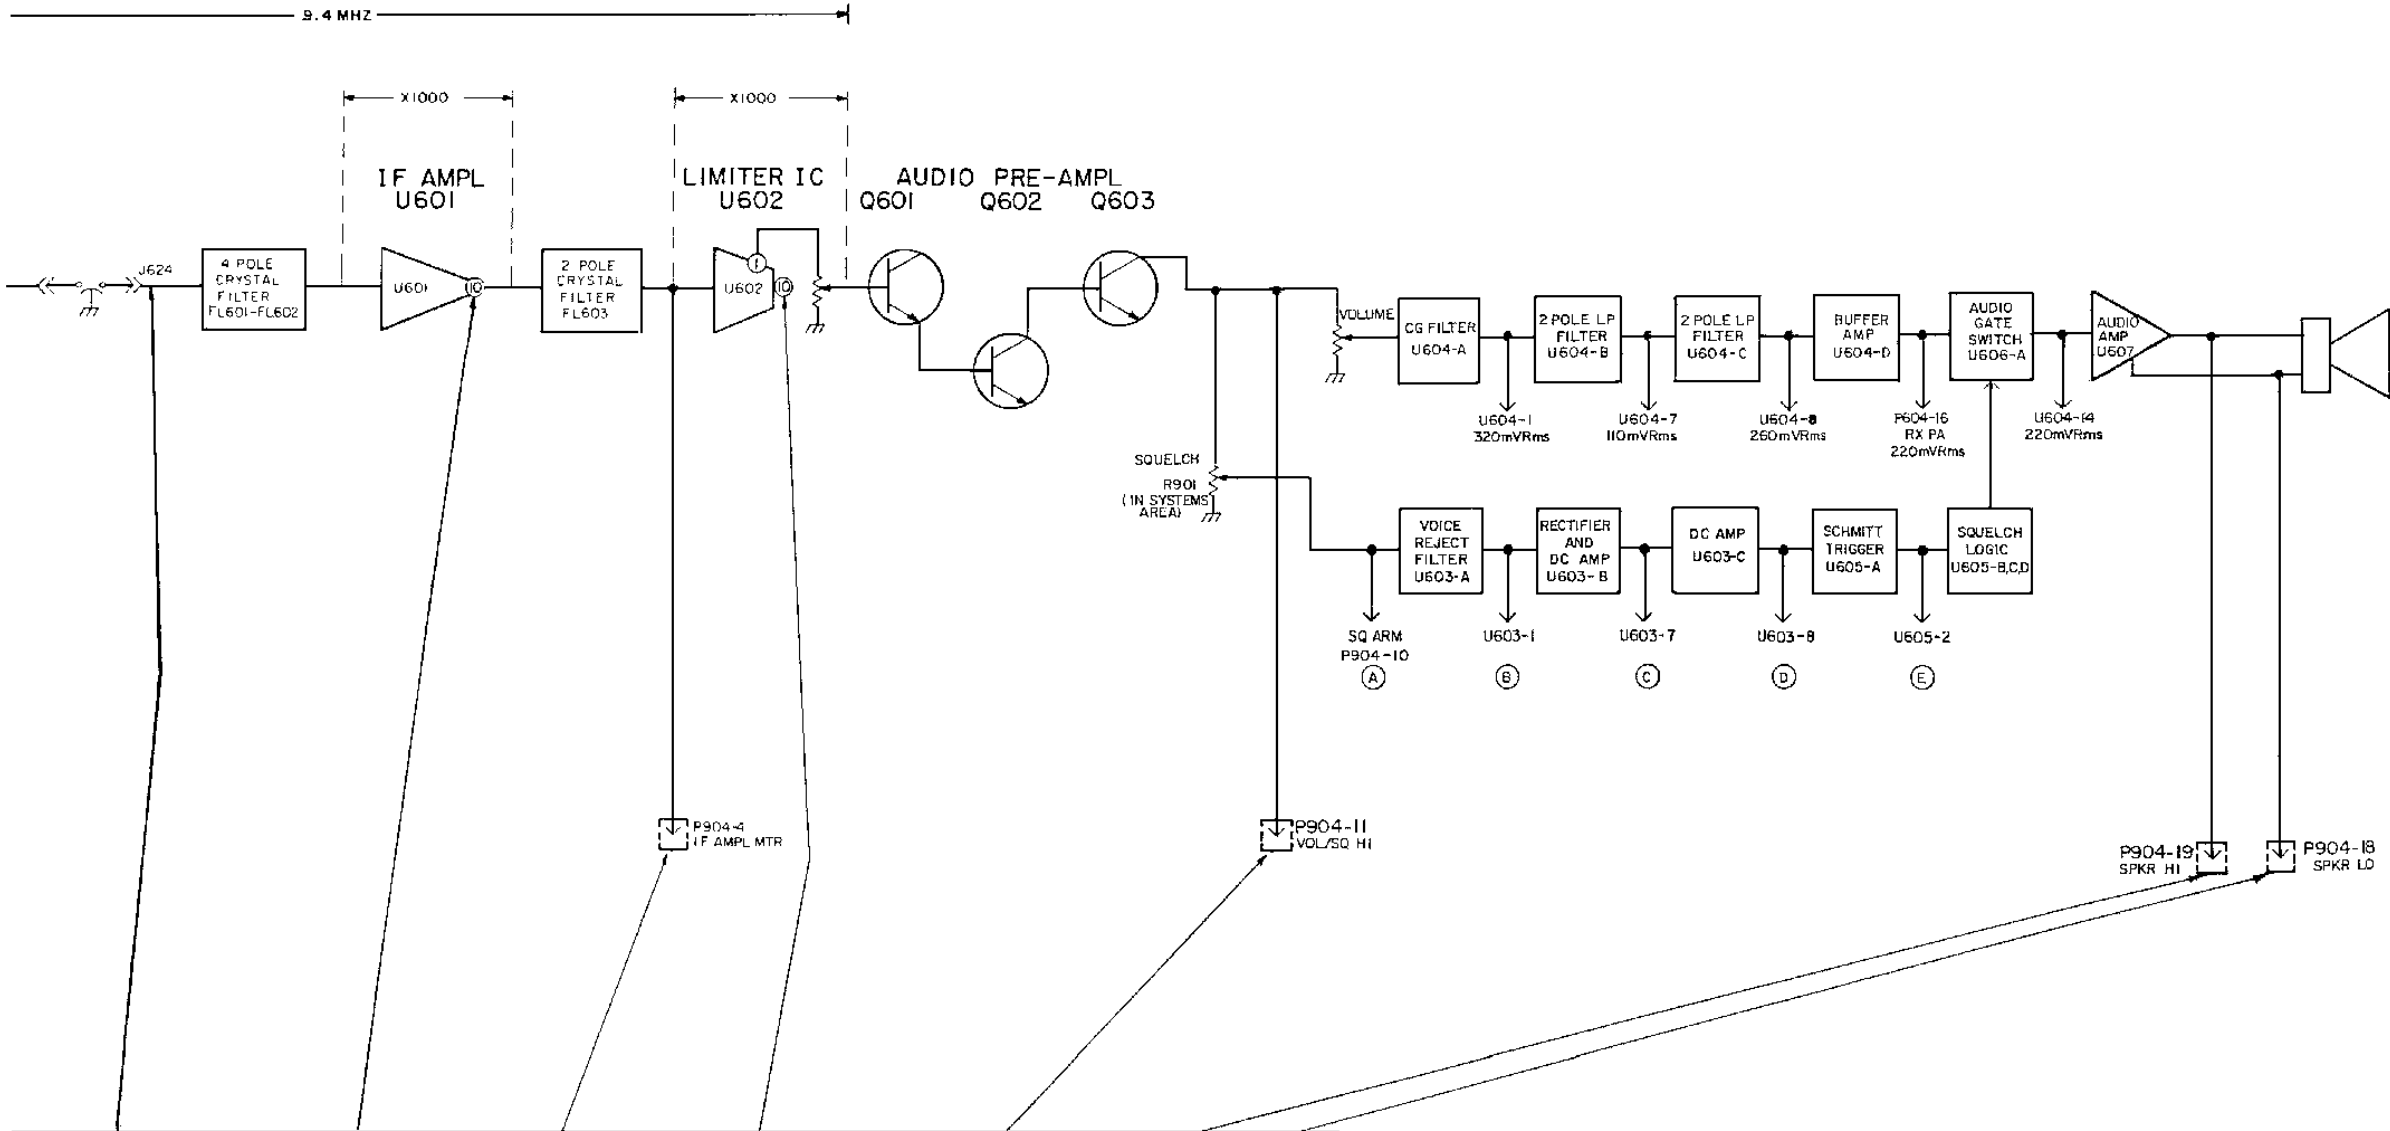 9.4 MHZ
X1000
X1000
IF AMPL
U601
LIMITER IC
U602
AUDIO PRE-AMPL
Q601 Q602 Q603
J624
4 POLE
CRYSTAL
FILTER
FL601-FL602
U601
10
2 POLE
CRYSTAL
FILTER
FL603
U602
1
10
VOLUME
CG FILTER
U604-A
2 POLE LP
FILTER
U604-B
2 POLE LP
FILTER
U604-C
BUFFER
AMP
U604-D
AUDIO
GATE
SWITCH
U606-A
AUDIO
AMP
U607
U604-1
320mVRms
U604-7
110mVRms
U604-8
260mVRms
P604-16
RX PA
220mVRms
U604-14
220mVRms
SQUELCH
R901
(IN SYSTEMS
AREA)
VOICE
REJECT
FILTER
U603-A
RECTIFIER
AND
DC AMP
U603-B
DC AMP
U603-C
SCHMITT
TRIGGER
U605-A
SQUELCH
LOGIC
U605-B,C,D
SQ ARM
P904-10
A
U603-1
B
U603-7
C
U603-8
D
U605-2
E
P904-4
IF AMPL MTR
P904-11
VOL/SQ HI
P904-19
SPKR HI
P904-18
SPKR LO